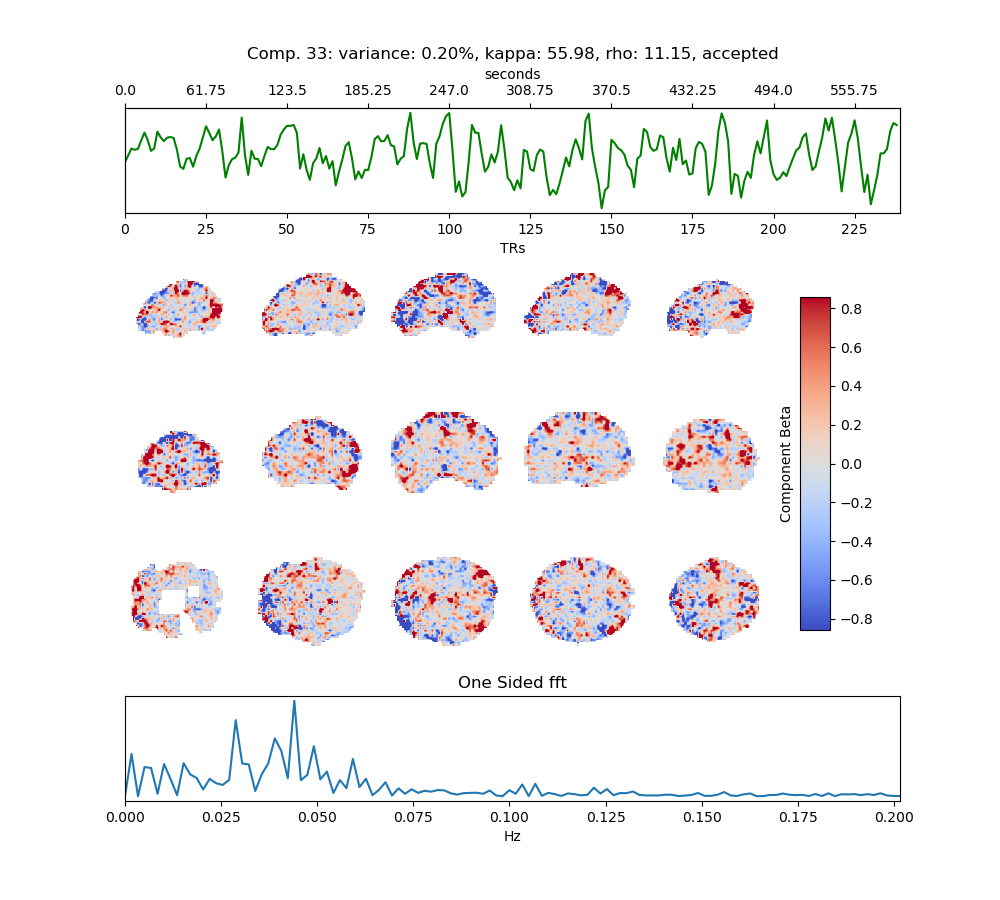 Comp. 33: variance: 0.20%, kappa: 55.98, rho: 11.15, accepted
seconds
0.0 61.75 123.5 185.25 247.0 308.75 370.5 432.25 494.0 555.75
0 25 50 75 100 125 150 175 200 225
TRs
0.8
0.6
0.4
0.2
0.0
−0.2
−0.4
−0.6
−0.8
Component Beta
One Sided fft
0.000 0.025 0.050 0.075 0.100 0.125 0.150 0.175 0.200
Hz